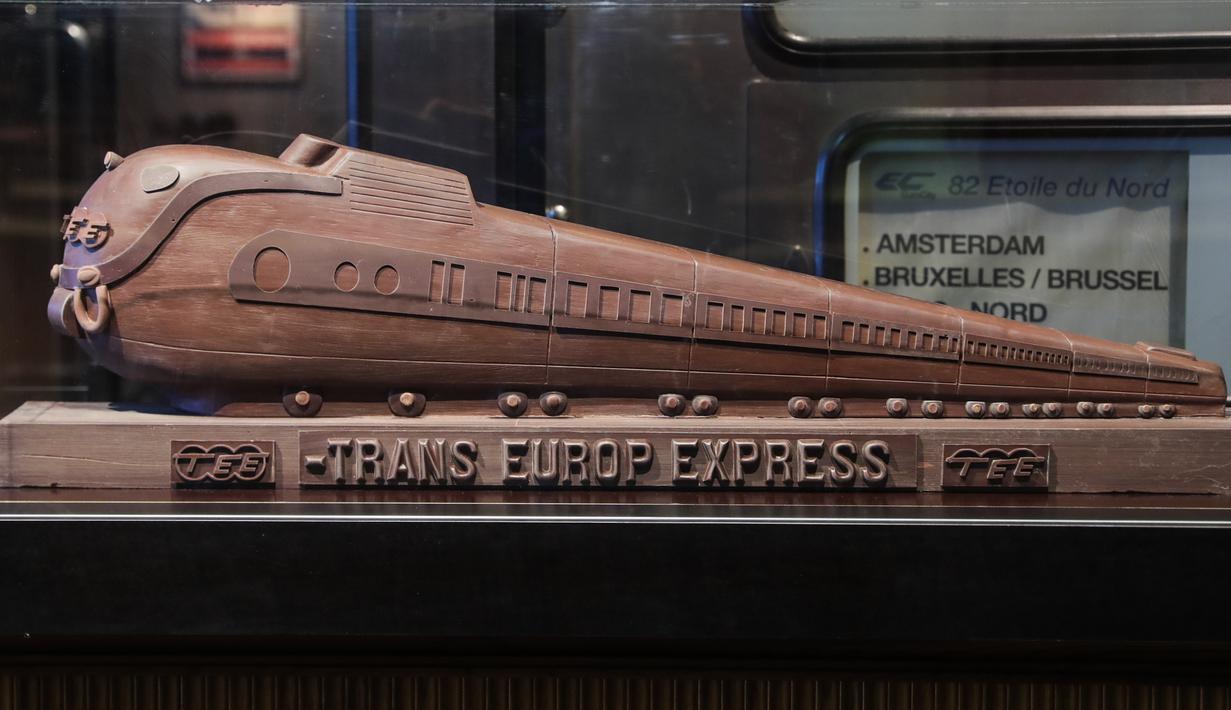 EC 82 Etoile du Nord
. AMSTERDAM
. BRUXELLES / BRUSSEL
NORD
TEE
TEE
-TRANS EUROP EXPRESS
TEE